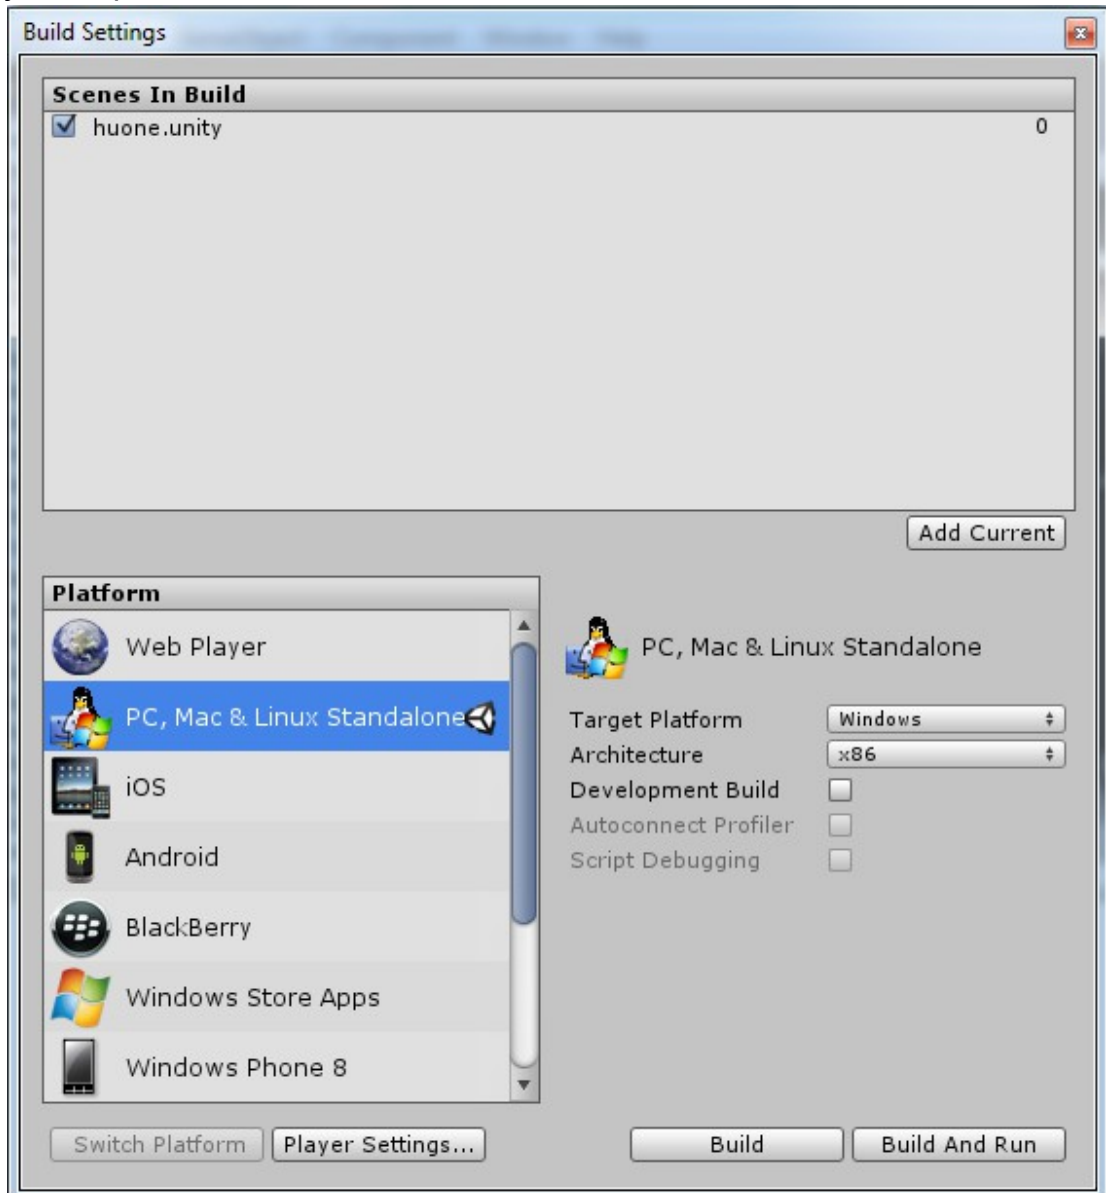 Build Settings
Scenes In Build
huone.unity 0
Add Current
Platform
Web Player
PC, Mac & Linux Standalone
iOS
Android
BlackBerry
Windows Store Apps
Windows Phone 8
PC, Mac & Linux Standalone
Target Platform Windows
Architecture x86
Development Build
Autoconnect Profiler
Script Debugging
Switch Platform Player Settings... Build Build And Run